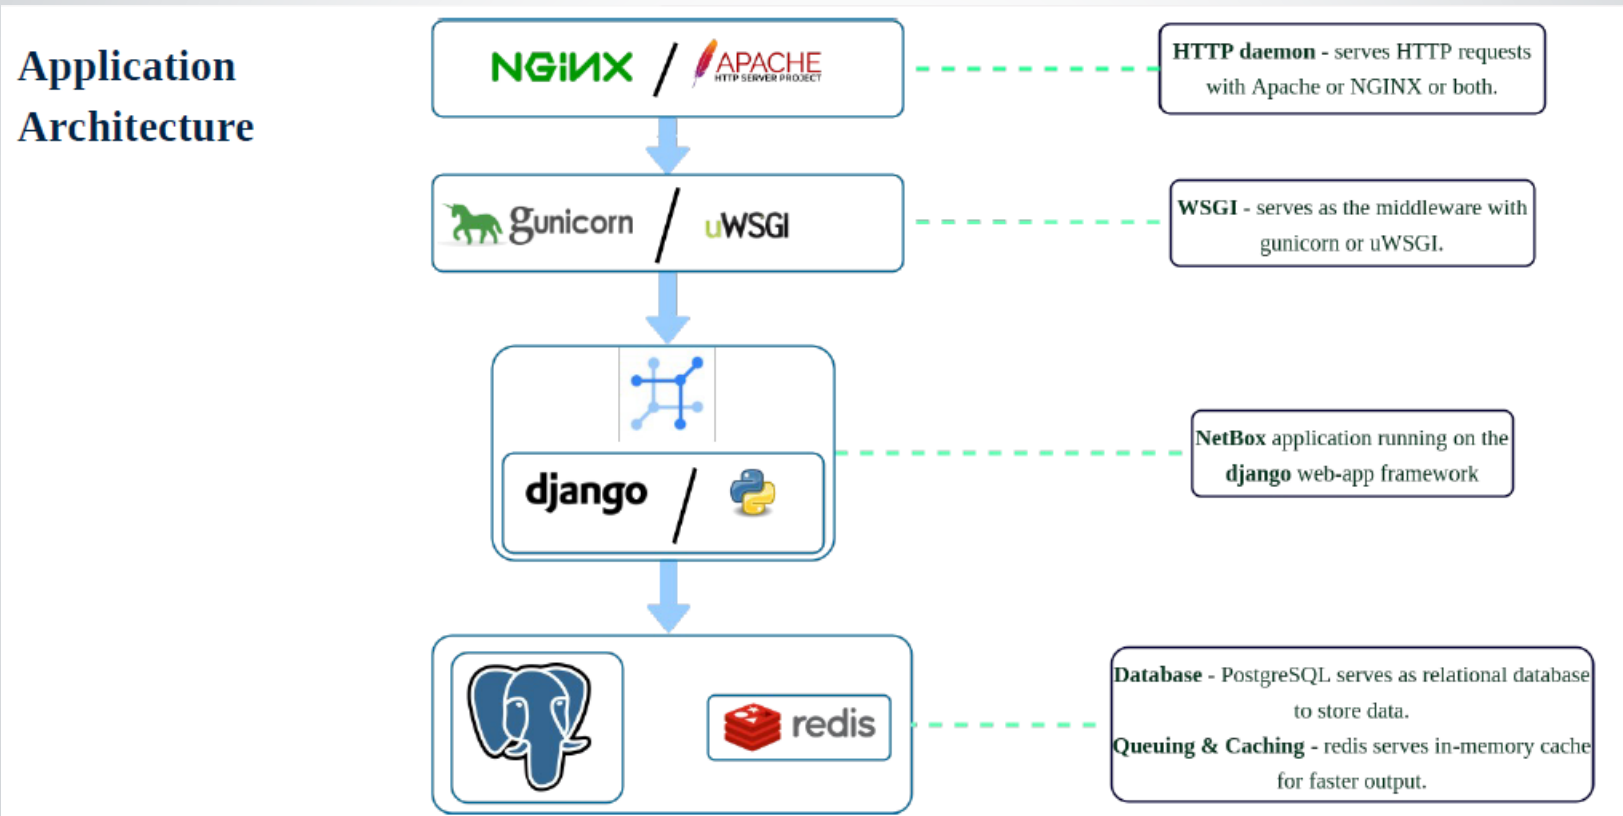 Application
Architecture
NGINX / APACHE
HTTP SERVER PROJECT
HTTP daemon - serves HTTP requests
with Apache or NGINX or both.
gunicorn / uWSGI
WSGI - serves as the middleware with
gunicorn or uWSGI.
django /
NetBox application running on the
django web-app framework
redis
Database - PostgreSQL serves as relational database
to store data.
Queuing & Caching - redis serves in-memory cache
for faster output.